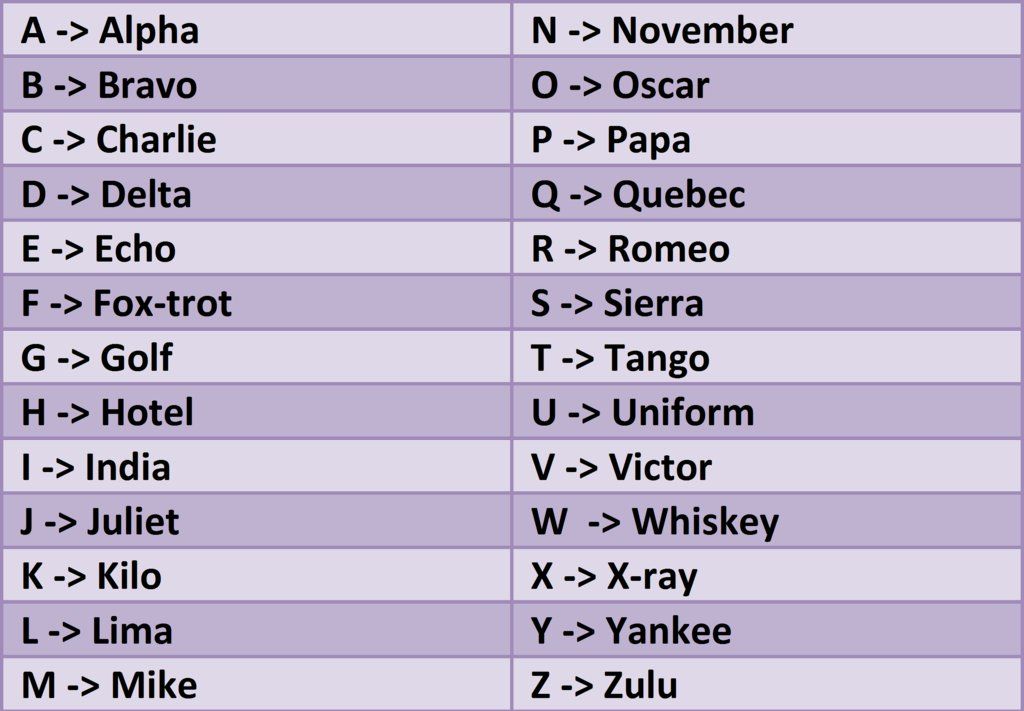 A -> Alpha
B -> Bravo
C -> Charlie
D -> Delta
E -> Echo
F -> Fox-trot
G -> Golf
H -> Hotel
I -> India
J -> Juliet
K -> Kilo
L -> Lima
M -> Mike
N -> November
O -> Oscar
P -> Papa
Q -> Quebec
R -> Romeo
S -> Sierra
T -> Tango
U -> Uniform
V -> Victor
W  -> Whiskey
X -> X-ray
Y -> Yankee
Z -> Zulu